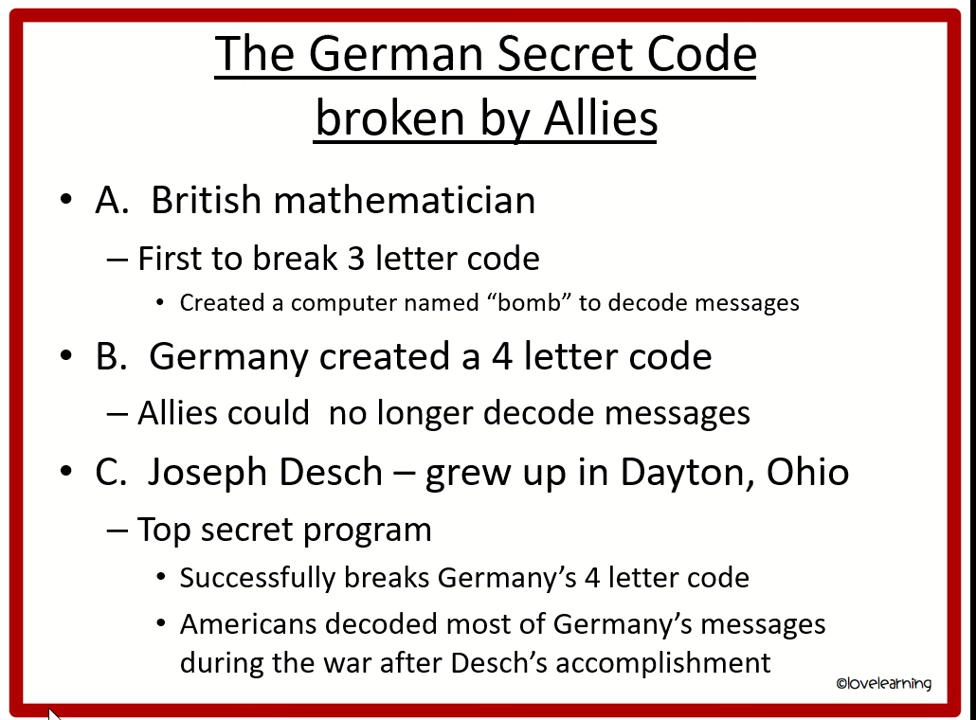 The German Secret Code
broken by Allies
• A. British mathematician
– First to break 3 letter code
• Created a computer named “bomb” to decode messages
• B. Germany created a 4 letter code
– Allies could no longer decode messages
• C. Joseph Desch – grew up in Dayton, Ohio
– Top secret program
• Successfully breaks Germany’s 4 letter code
• Americans decoded most of Germany’s messages
during the war after Desch’s accomplishment
©lovelearning